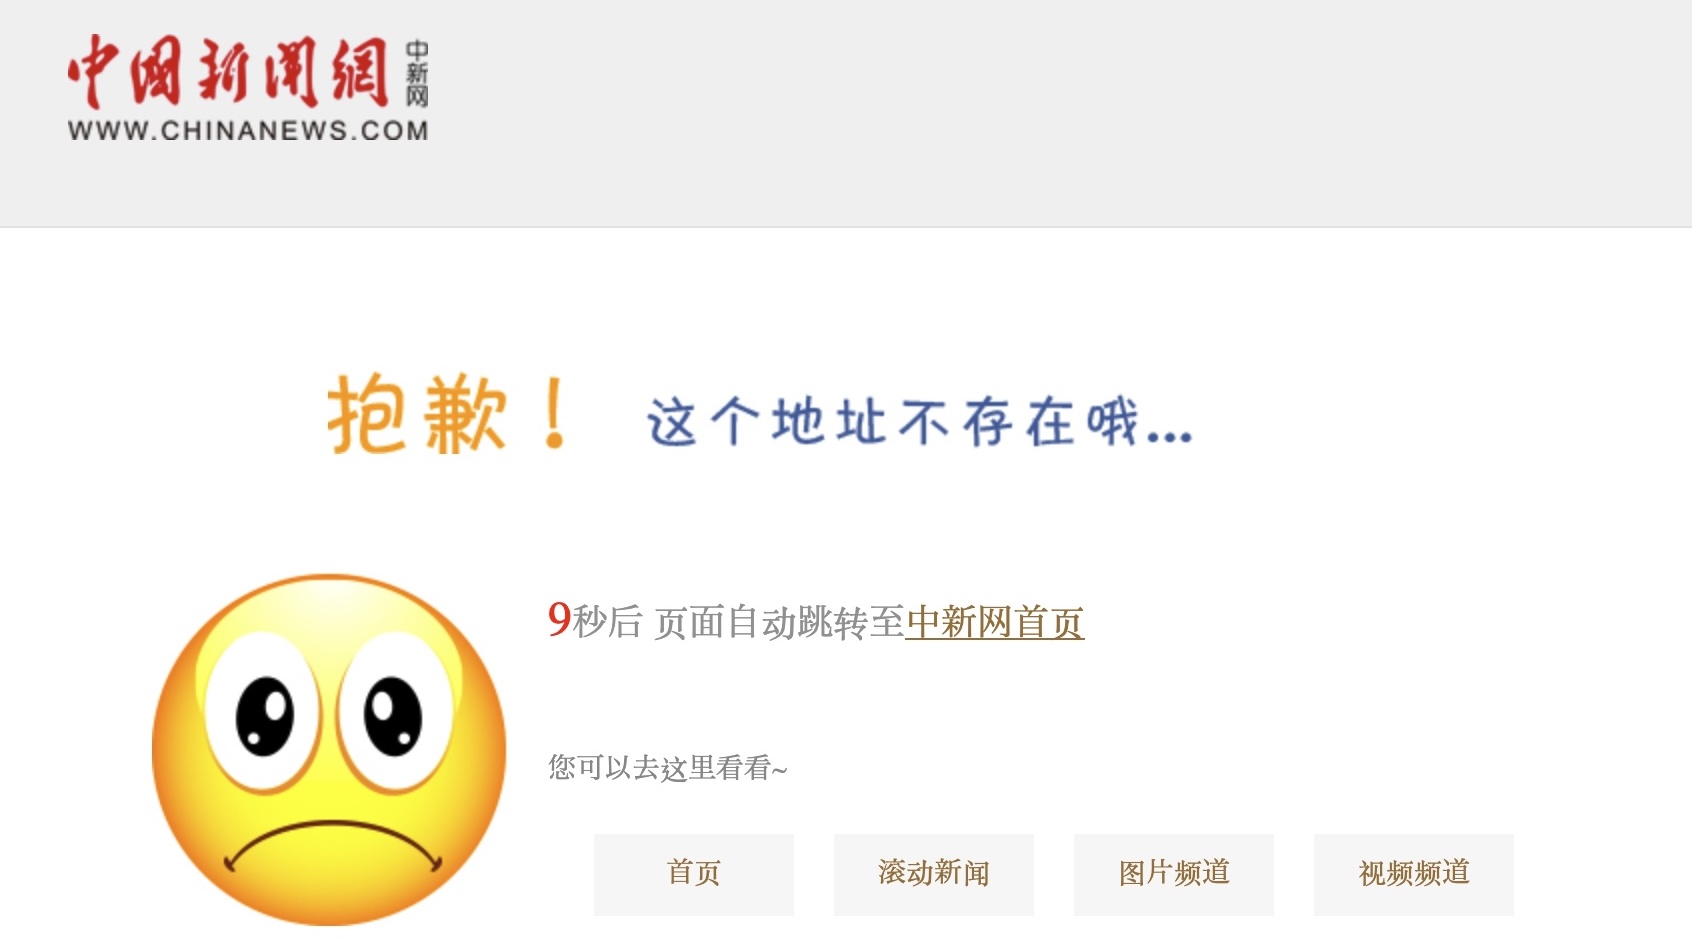 中國新聞網
中新网
WWW.CHINANEWS.COM
抱歉！ 这个地址不存在哦...
9秒后 页面自动跳转至中新网首页
您可以去这里看看~
首页 滚动新闻 图片频道 视频频道